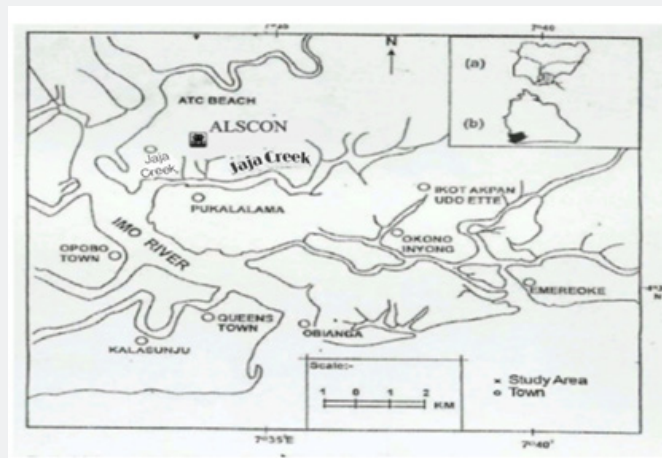 7°35
7°40
N
(a)
(b)
ATC BEACH
ALSCON
Jaja
Creek
Jaja Creek
PUKALALAMA
IKOT AKPAN
UDO ETTE
IMO RIVER
OPOBO
TOWN
OKONO
INYONG
EMEREOKE
QUEENS
TOWN
OBIANGA
KALASUNJU
Scale:-
1 0 1 2
KM
× Study Area
○ Town
N
7°35'E
7°40'